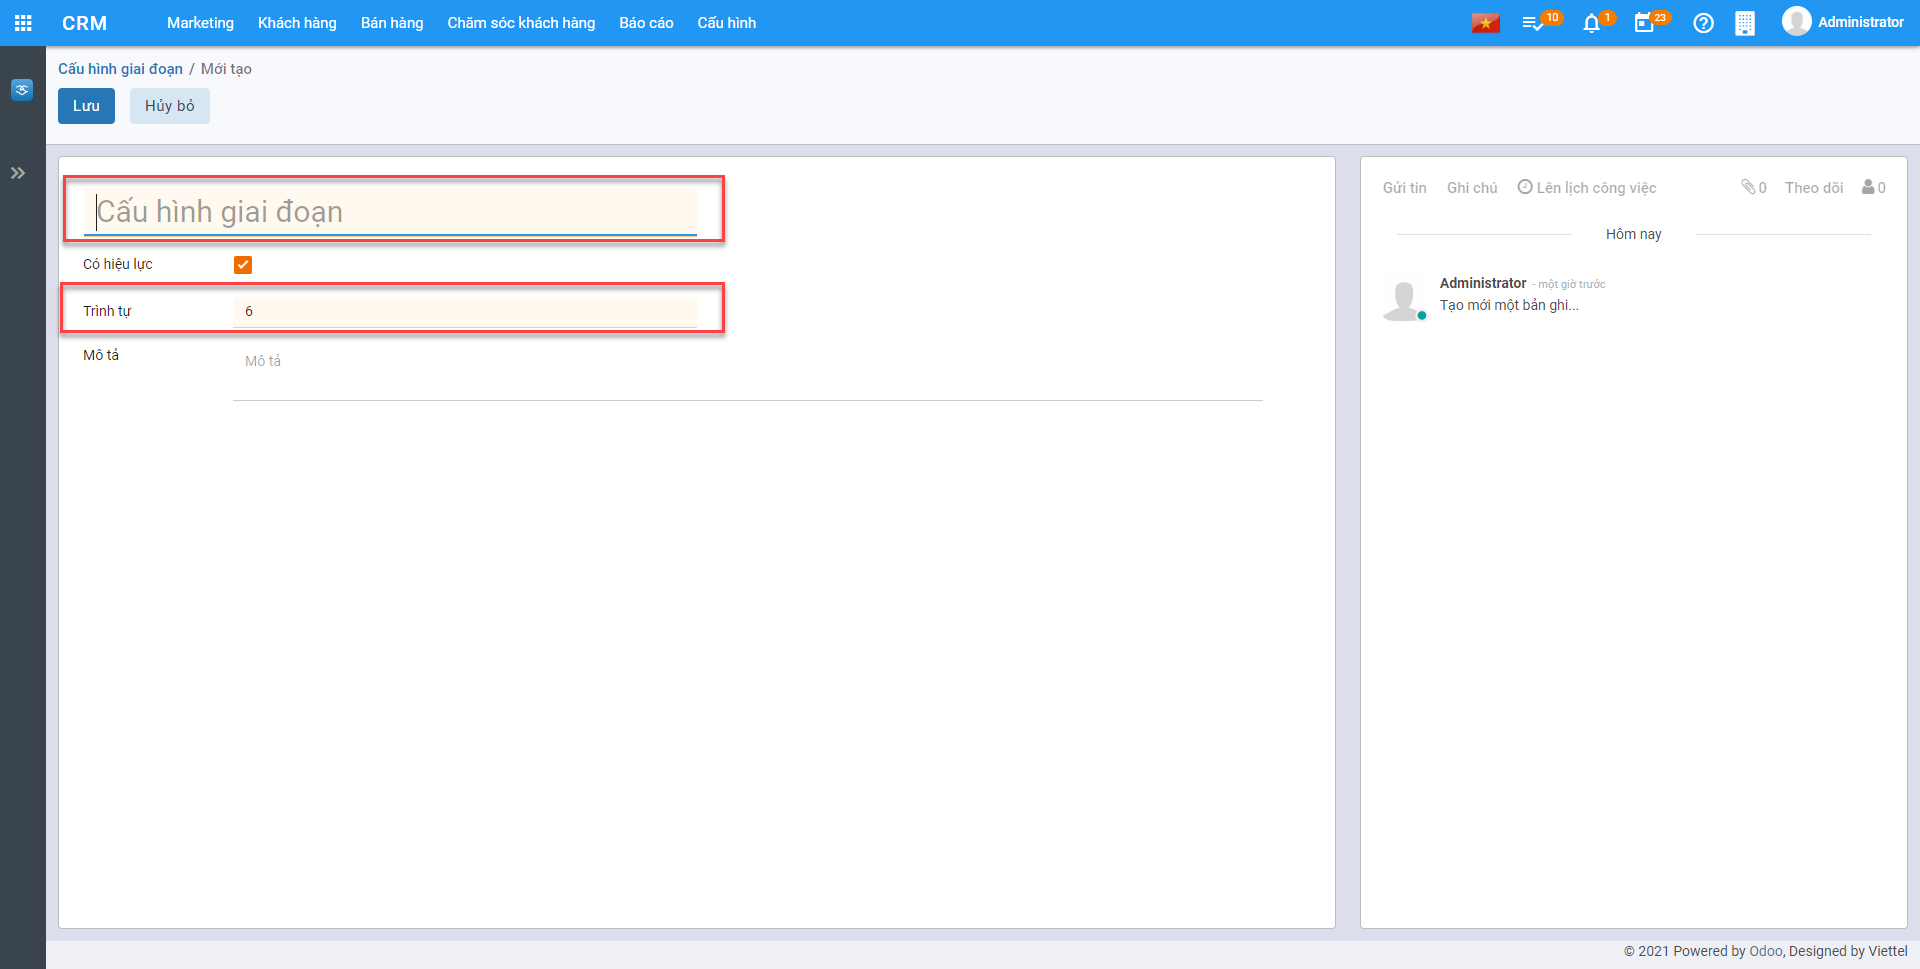 CRM Marketing Khách hàng Bán hàng Chăm sóc khách hàng Báo cáo Cấu hình 10 1 23 Administrator
Cấu hình giai đoạn / Mới tạo
Lưu Hủy bỏ
Cấu hình giai đoạn
Có hiệu lực
Trình tự 6
Mô tả Mô tả
Gửi tin Ghi chú Lên lịch công việc 0 Theo dõi 0
Hôm nay
Administrator - một giờ trước
Tạo mới một bản ghi...
© 2021 Powered by Odoo, Designed by Viettel